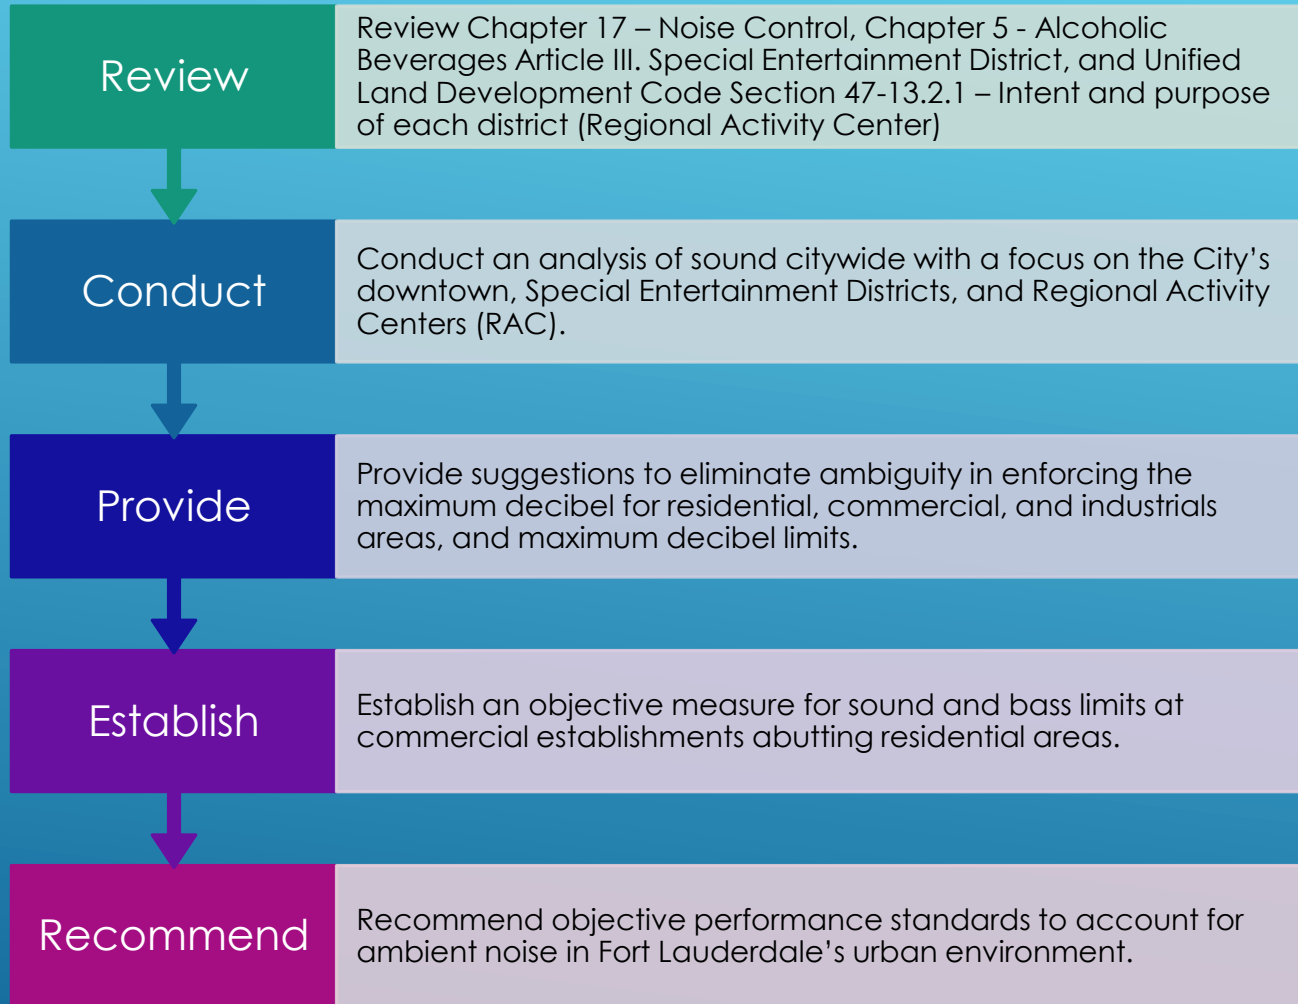 Review
Review Chapter 17 – Noise Control, Chapter 5 - Alcoholic
Beverages Article III. Special Entertainment District, and Unified
Land Development Code Section 47-13.2.1 – Intent and purpose
of each district (Regional Activity Center)
Conduct
Conduct an analysis of sound citywide with a focus on the City’s
downtown, Special Entertainment Districts, and Regional Activity
Centers (RAC).
Provide
Provide suggestions to eliminate ambiguity in enforcing the
maximum decibel for residential, commercial, and industrials
areas, and maximum decibel limits.
Establish
Establish an objective measure for sound and bass limits at
commercial establishments abutting residential areas.
Recommend
Recommend objective performance standards to account for
ambient noise in Fort Lauderdale’s urban environment.